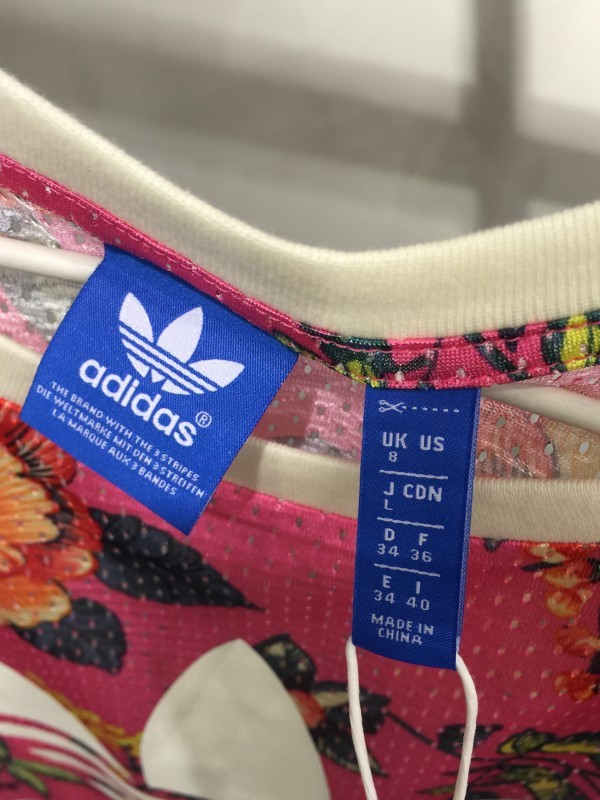 adidas®
THE BRAND WITH THE 3 STRIPES
DIE WELTMARKE MIT DEN 3 STREIFEN
LA MARQUE AUX 3 BANDES
UK US
8
J CDN
L
D F
34 36
E I
34 40
MADE IN
CHINA